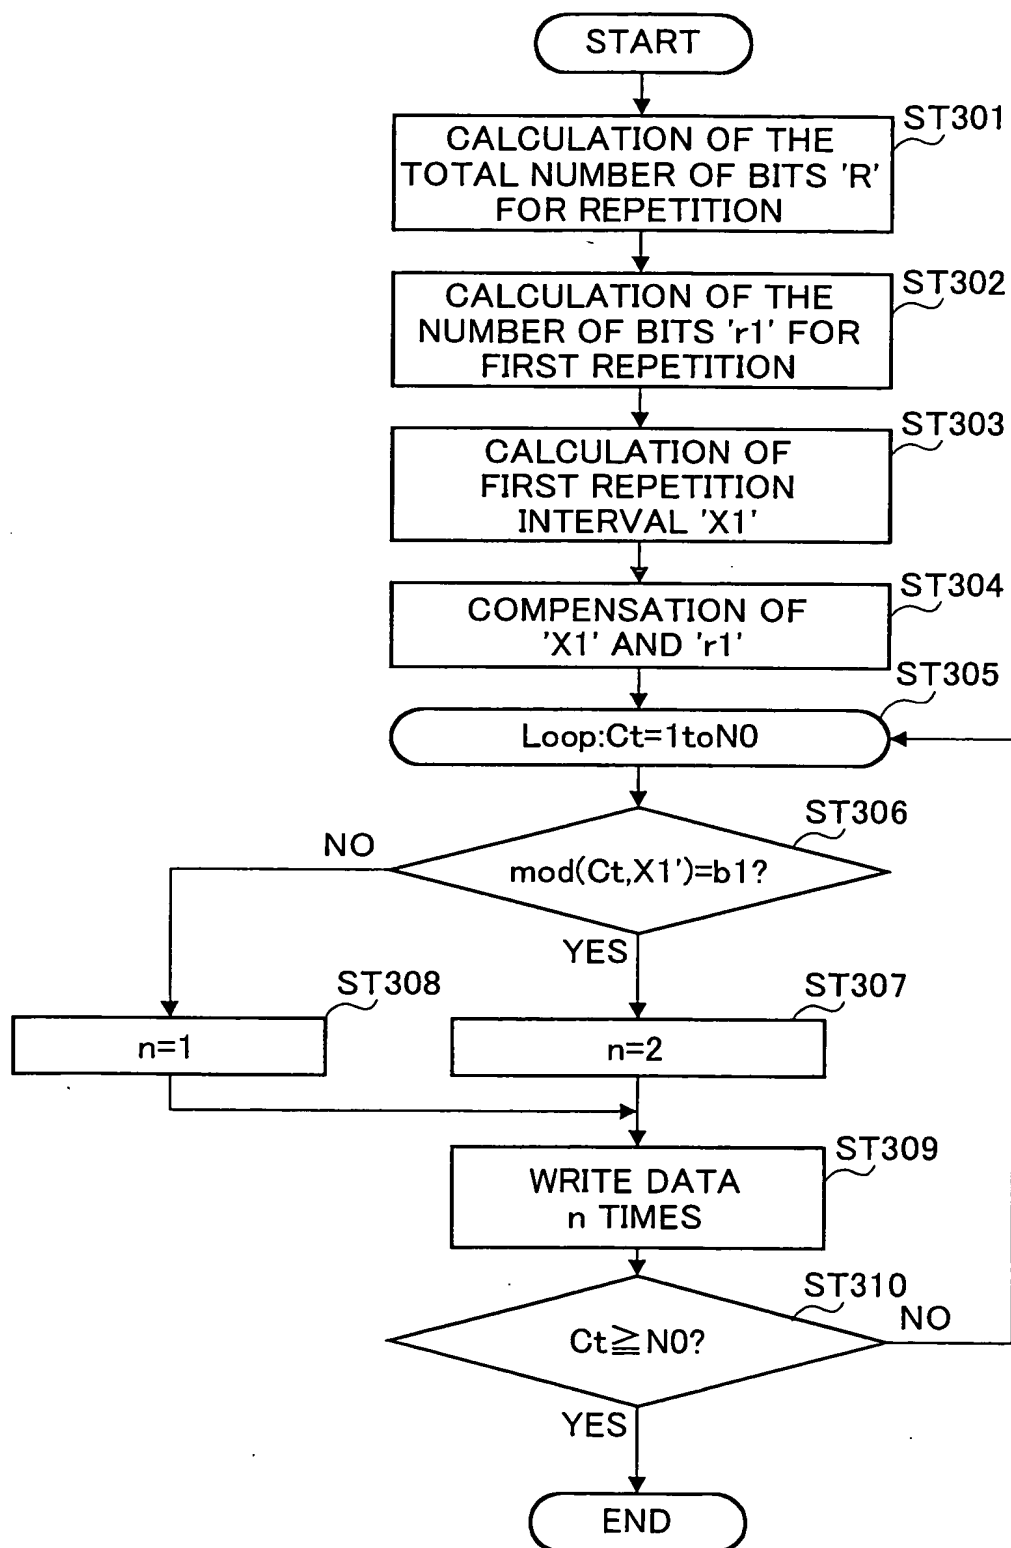 START
ST301
CALCULATION OF THE
TOTAL NUMBER OF BITS 'R'
FOR REPETITION
ST302
CALCULATION OF THE
NUMBER OF BITS 'r1' FOR
FIRST REPETITION
ST303
CALCULATION OF
FIRST REPETITION
INTERVAL 'X1'
ST304
COMPENSATION OF
'X1' AND 'r1'
ST305
Loop:Ct=1toN0
ST306
NO
mod(Ct,X1')=b1?
YES
ST308
ST307
n=1
n=2
ST309
WRITE DATA
n TIMES
ST310
NO
Ct≧N0?
YES
END